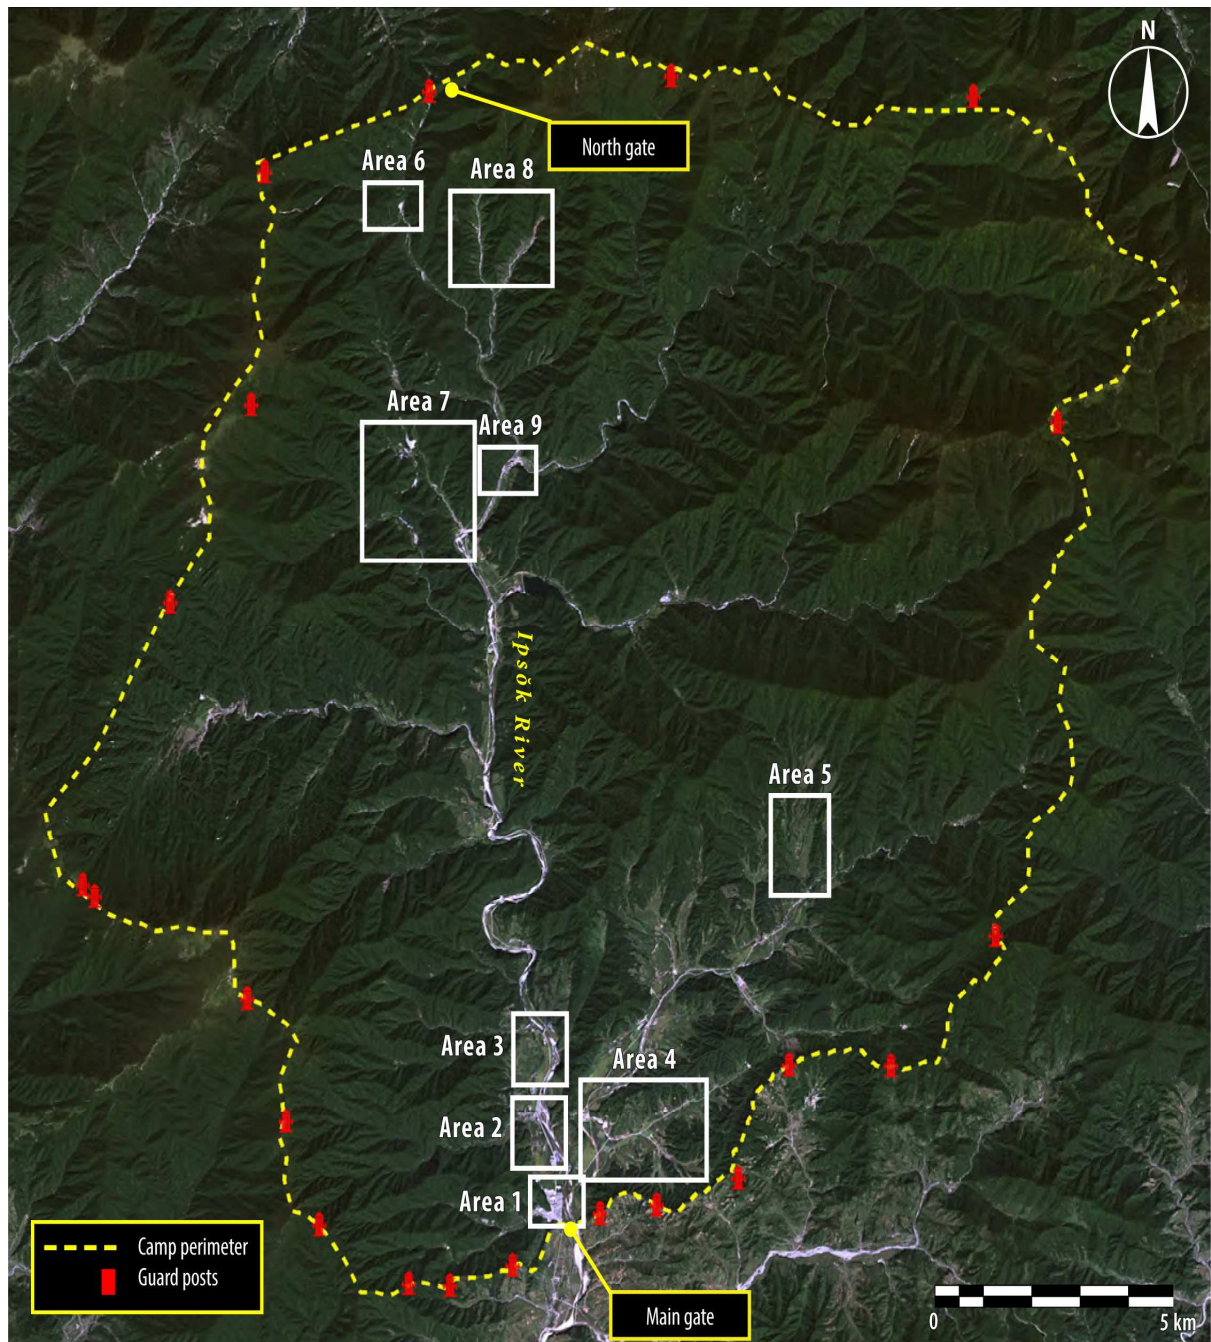 N
North gate
Area 6
Area 8
Area 7
Area 9
Ipsŏk River
Area 5
Area 3
Area 4
Area 2
Area 1
Camp perimeter
Guard posts
Main gate
0
5 km